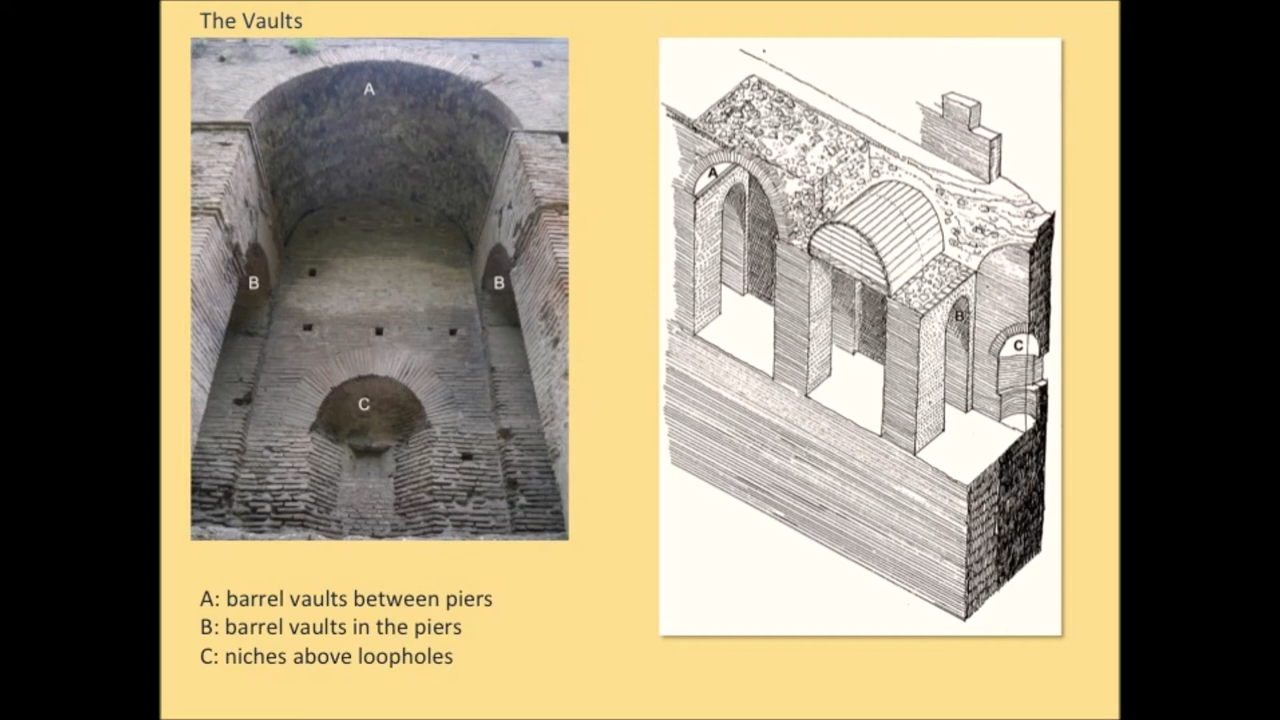 The Vaults
A
B
B
C
A
B
C
A: barrel vaults between piers
B: barrel vaults in the piers
C: niches above loopholes